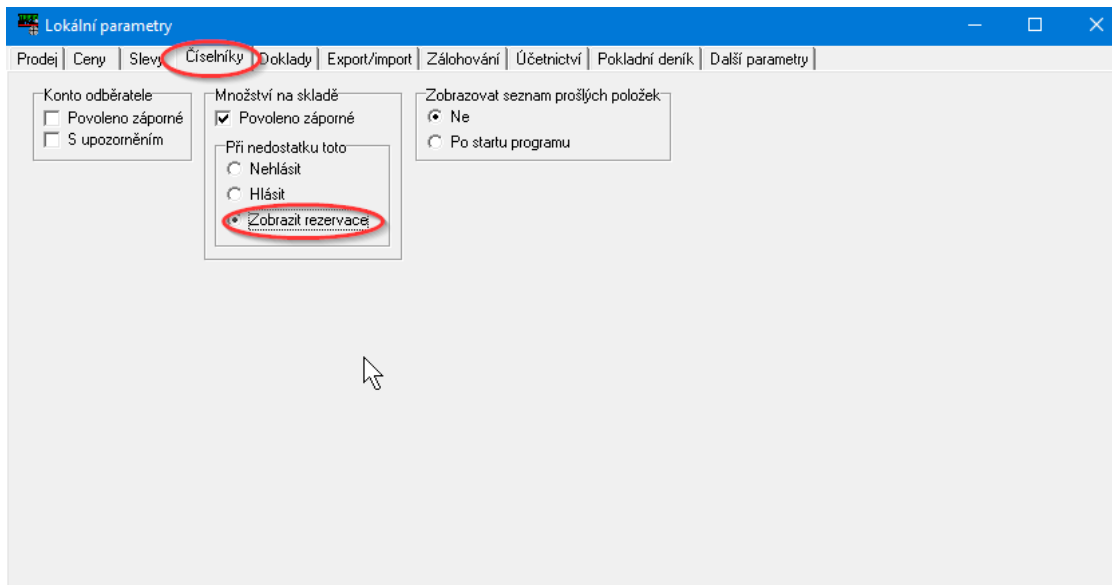 Lokální parametry
Prodej Ceny Slevy Číselníky Doklady Export/import Zálohování Účetnictví Pokladní deník Další parametry
Konto odběratele
Povoleno záporné
S upozorněním
Množství na skladě
Povoleno záporné
Při nedostatku toto
Nehlásit
Hlásit
Zobrazit rezervace
Zobrazovat seznam prošlých položek
Ne
Po startu programu